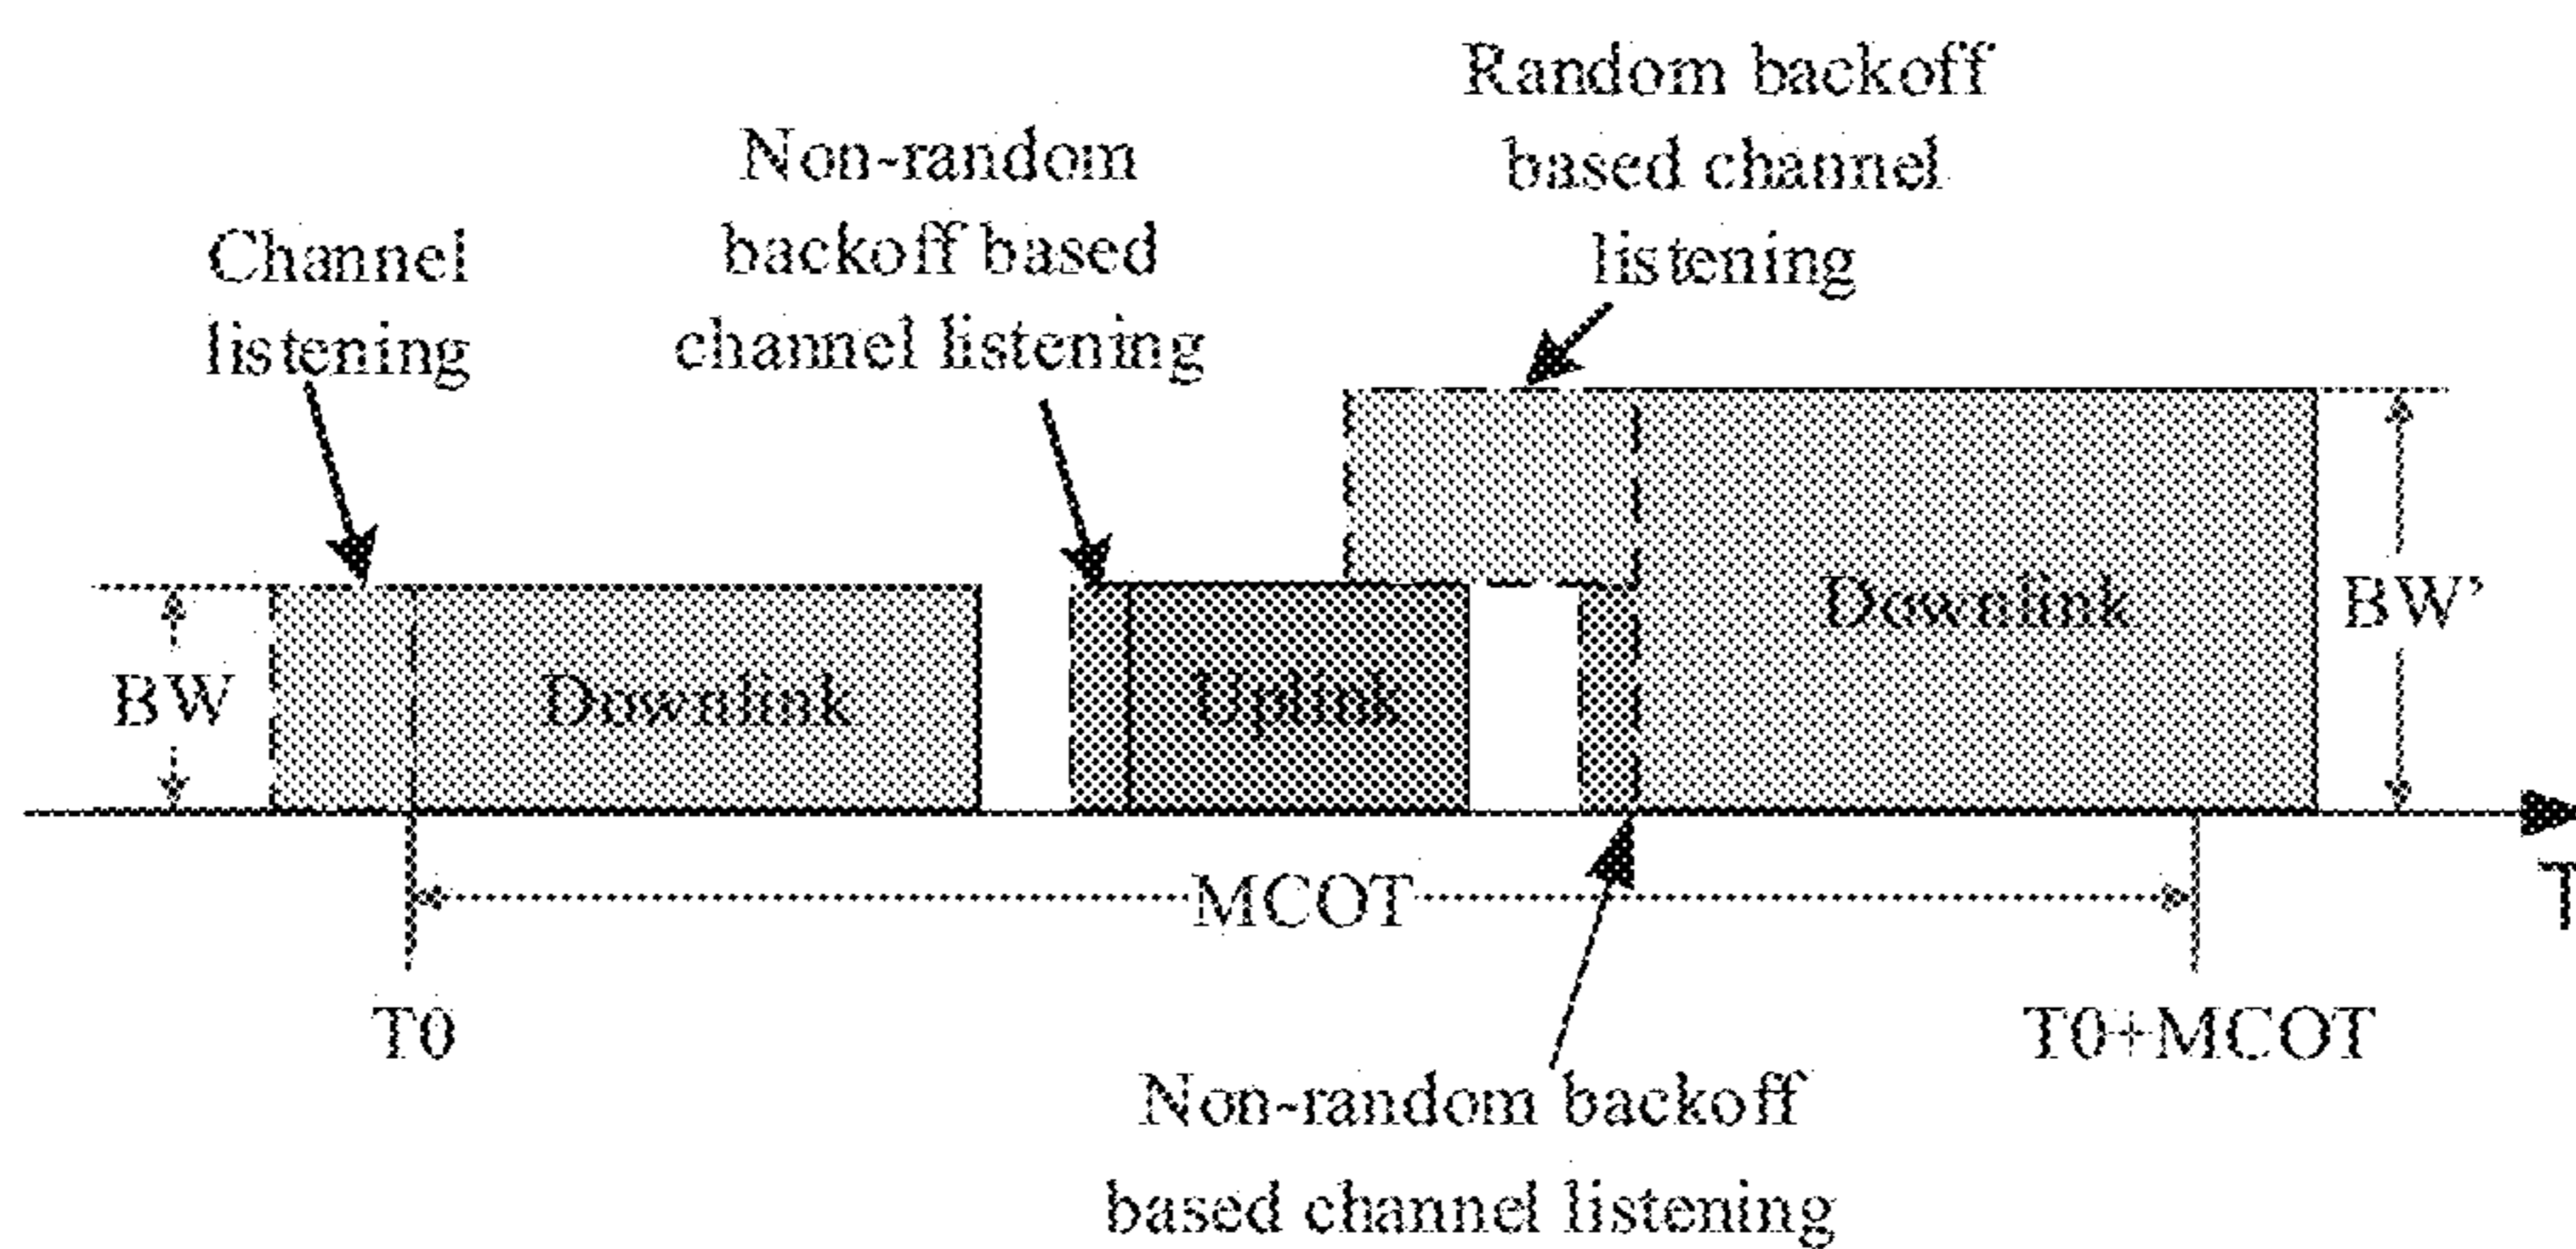 Random backoff
based channel
listening
Non-random
backoff based
channel listening
Channel
listening
BW
Downlink
Uplink
Downlink
BW’
MCOT
T
T0
T0+MCOT
Non-random backoff
based channel listening